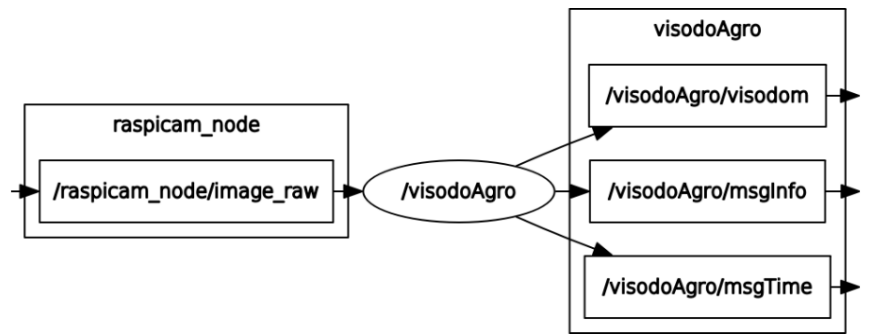 raspicam_node
/raspicam_node/image_raw
/visodoAgro
visodoAgro
/visodoAgro/visodom
/visodoAgro/msgInfo
/visodoAgro/msgTime